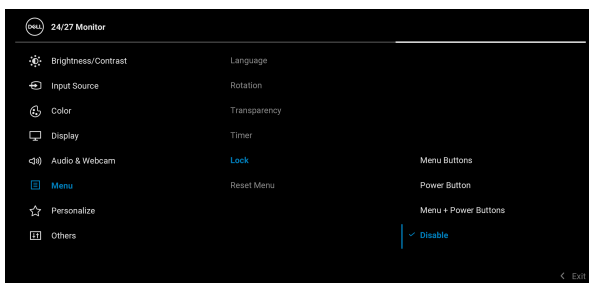 DELL 24/27 Monitor
Brightness/Contrast Language
Input Source Rotation
Color Transparency
Display Timer
Audio & Webcam Lock Menu Buttons
Menu Reset Menu Power Button
Personalize Menu + Power Buttons
Others Disable
Exit